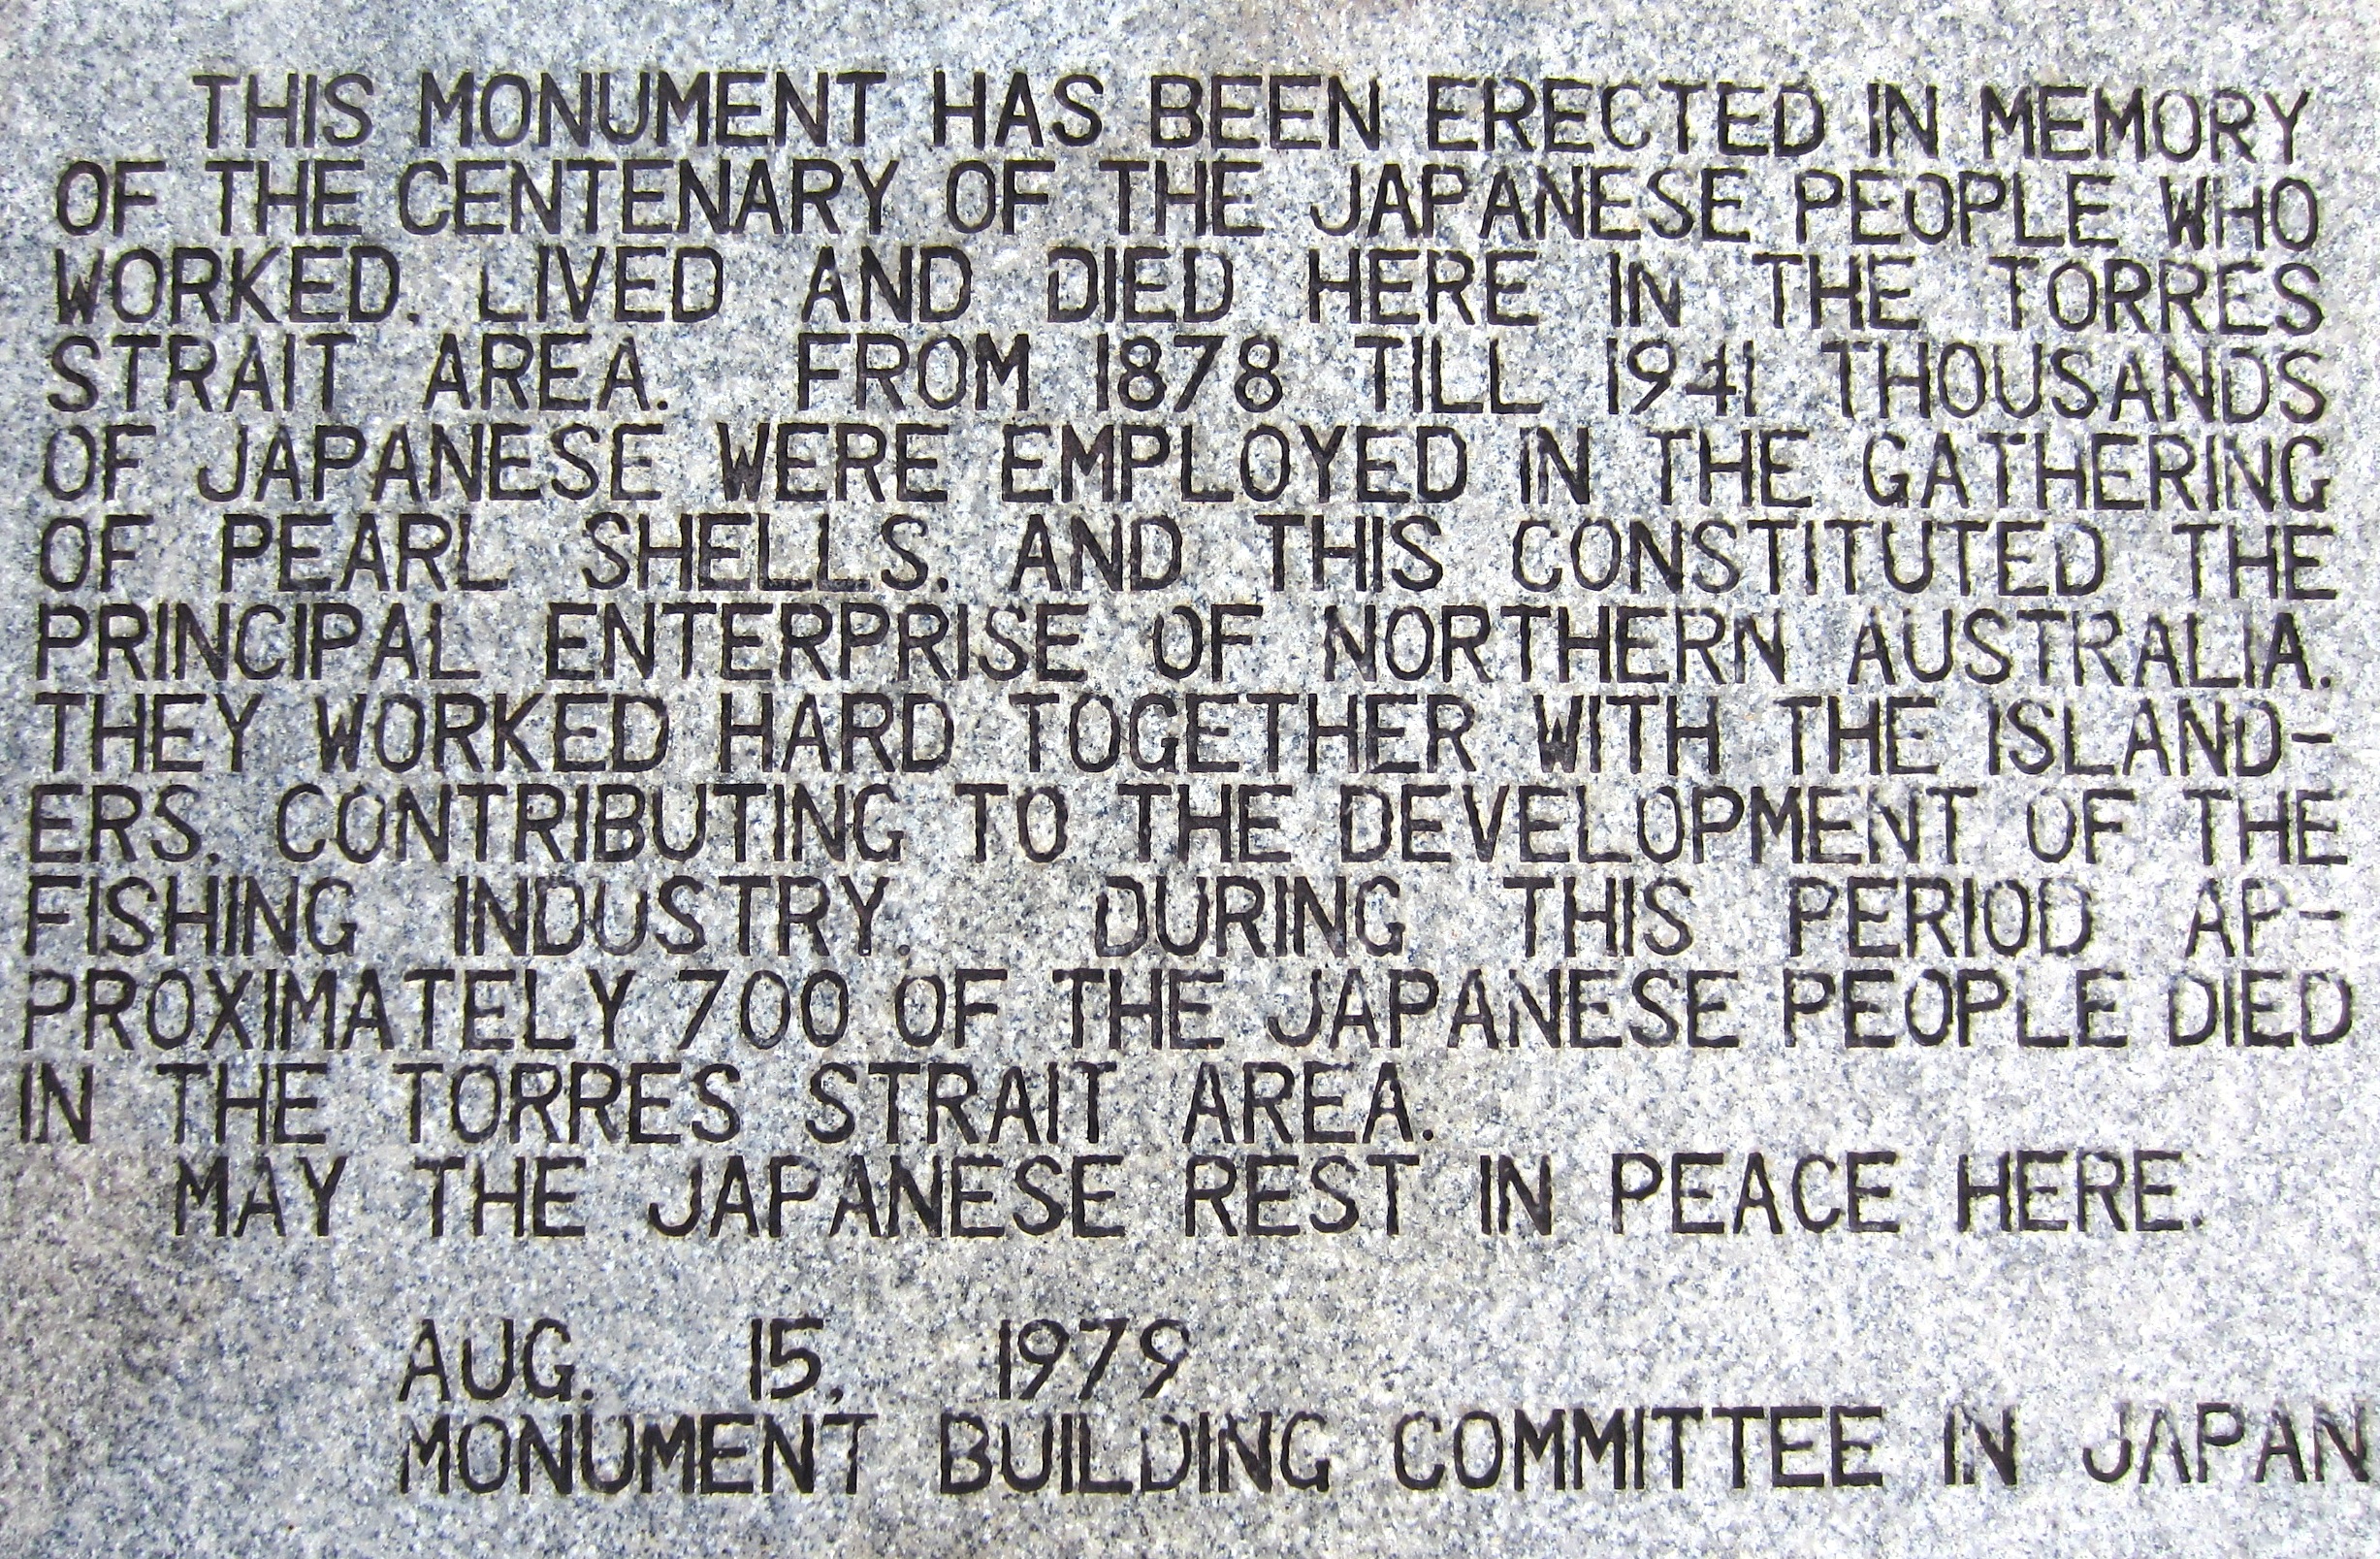 THIS MONUMENT HAS BEEN ERECTED IN MEMORY
OF THE CENTENARY OF THE JAPANESE PEOPLE WHO
WORKED, LIVED AND DIED HERE IN THE TORRES
STRAIT AREA. FROM 1878 TILL 1941 THOUSANDS
OF JAPANESE WERE EMPLOYED IN THE GATHERING
OF PEARL SHELLS, AND THIS CONSTITUTED THE
PRINCIPAL ENTERPRISE OF NORTHERN AUSTRALIA.
THEY WORKED HARD TOGETHER WITH THE ISLAND-
ERS, CONTRIBUTING TO THE DEVELOPMENT OF THE
FISHING INDUSTRY. DURING THIS PERIOD AP-
PROXIMATELY 700 OF THE JAPANESE PEOPLE DIED
IN THE TORRES STRAIT AREA.
MAY THE JAPANESE REST IN PEACE HERE.
AUG. 15, 1979
MONUMENT BUILDING COMMITTEE IN JAPAN